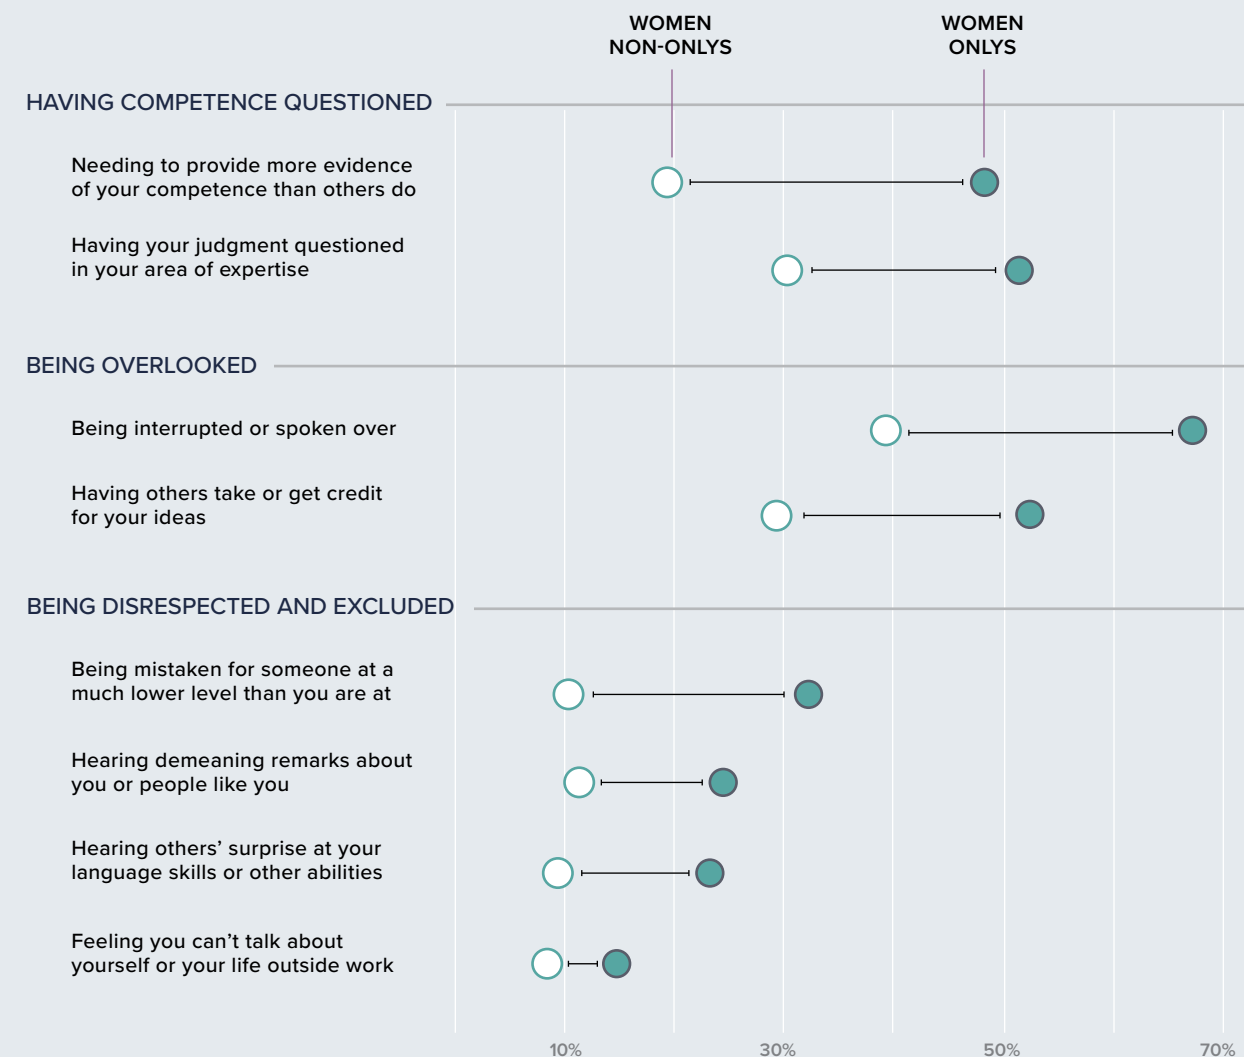 WOMEN
NON-ONLYS
WOMEN
ONLYS
HAVING COMPETENCE QUESTIONED
Needing to provide more evidence
of your competence than others do
Having your judgment questioned
in your area of expertise
BEING OVERLOOKED
Being interrupted or spoken over
Having others take or get credit
for your ideas
BEING DISRESPECTED AND EXCLUDED
Being mistaken for someone at a
much lower level than you are at
Hearing demeaning remarks about
you or people like you
Hearing others’ surprise at your
language skills or other abilities
Feeling you can’t talk about
yourself or your life outside work
10% 30% 50% 70%